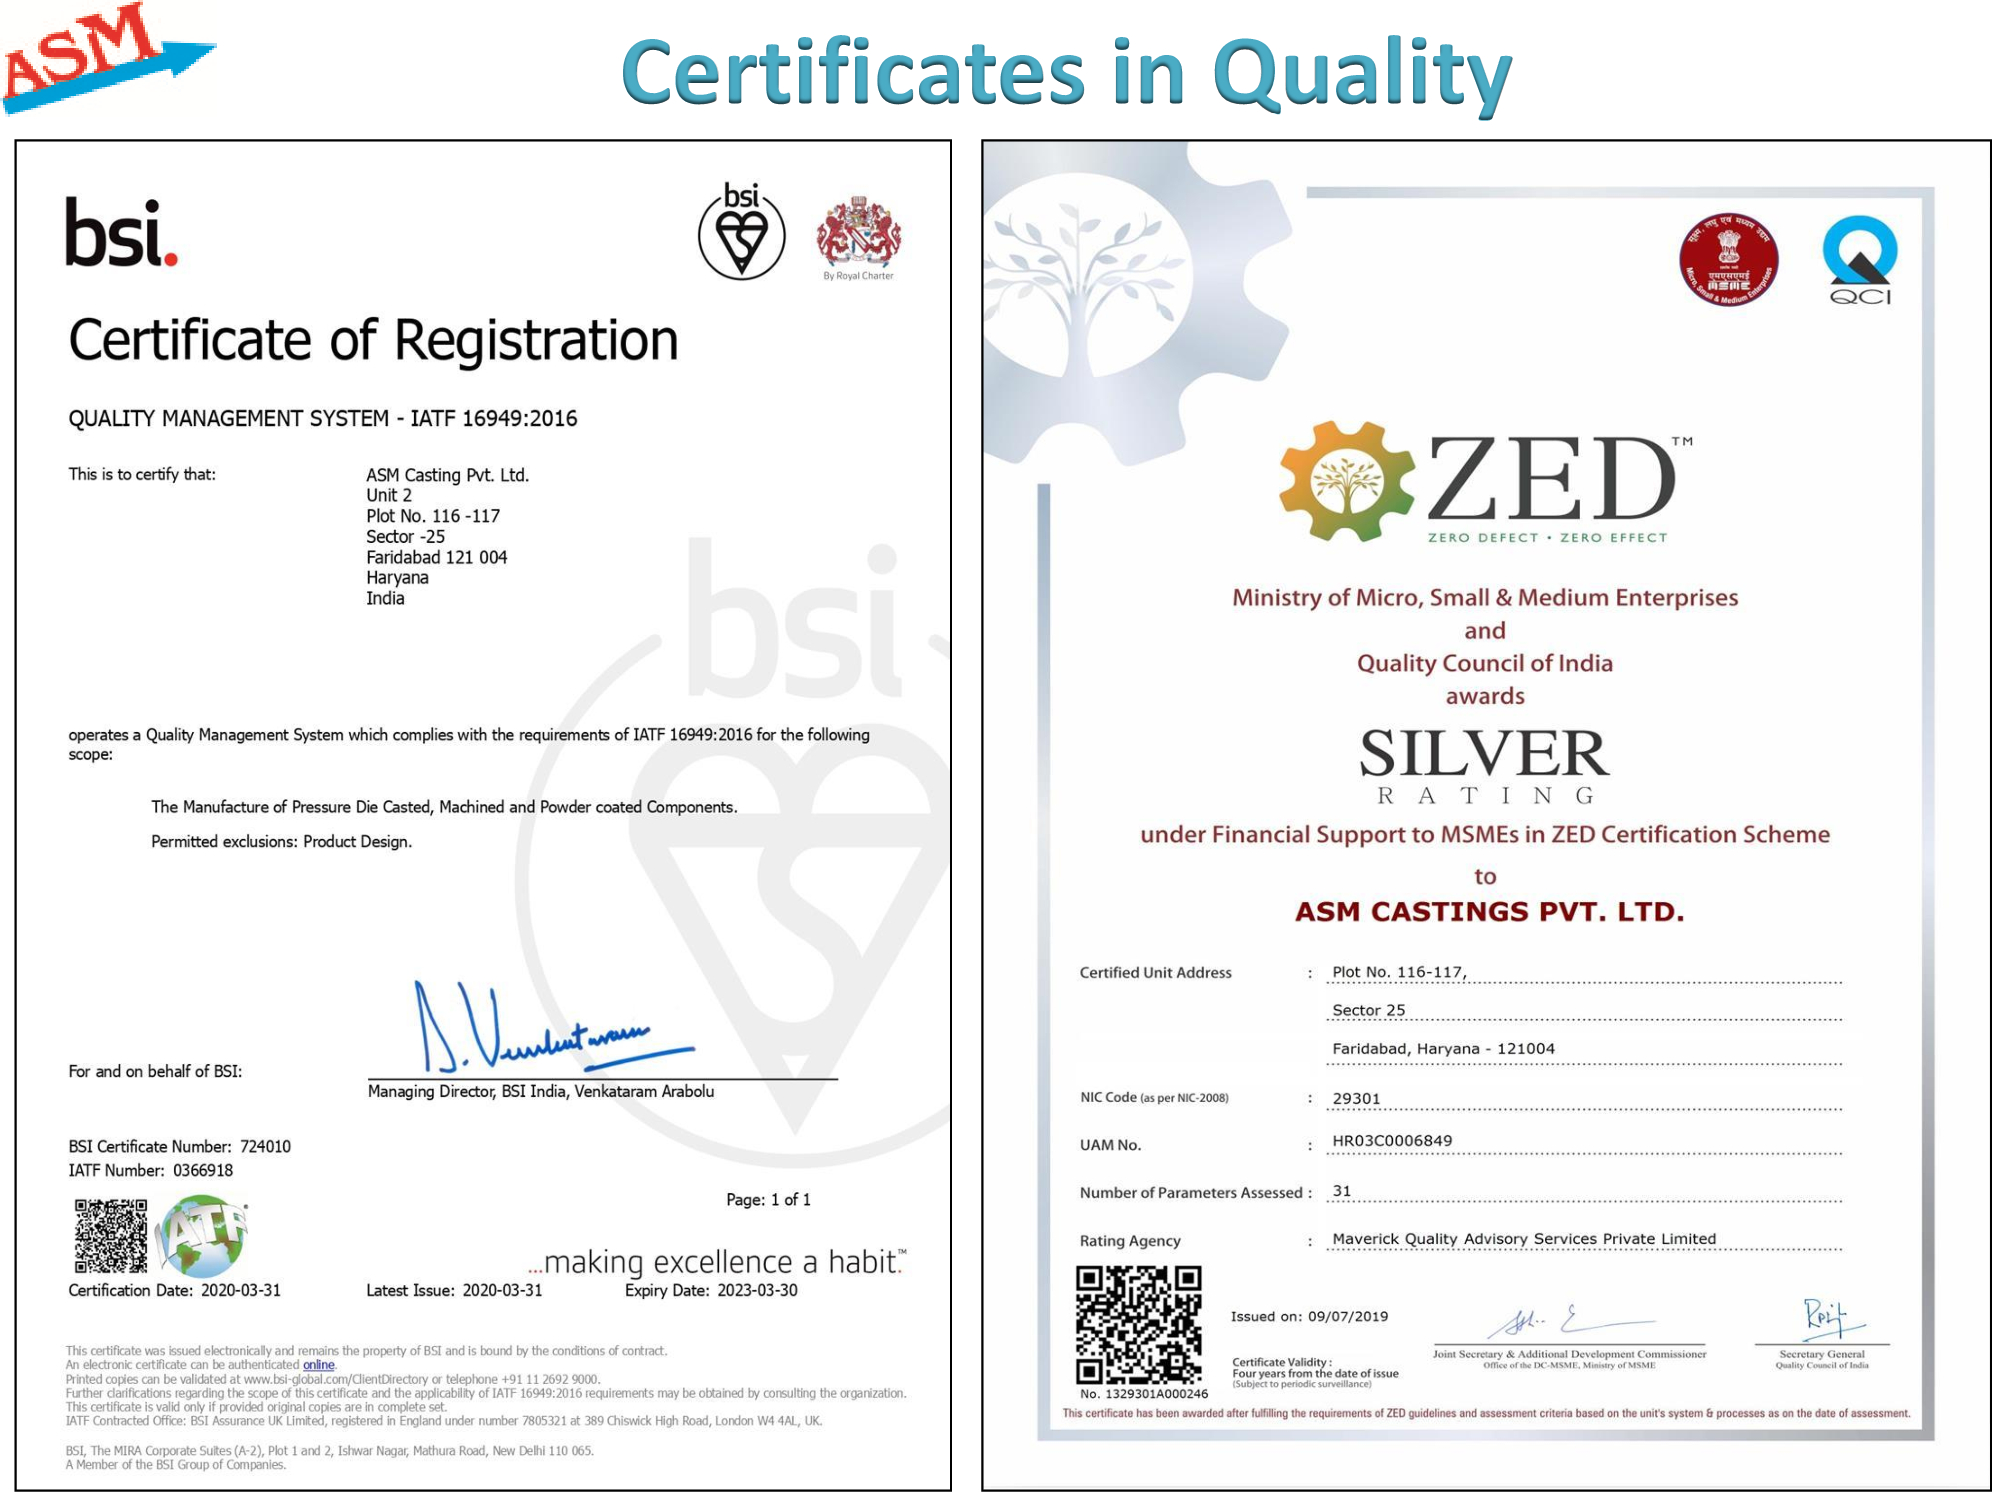 ASM
Certificates in Quality
bsi.
bsi
By Royal Charter
Certificate of Registration
QUALITY MANAGEMENT SYSTEM - IATF 16949:2016
This is to certify that:
ASM Casting Pvt. Ltd.
Unit 2
Plot No. 116 -117
Sector -25
Faridabad 121 004
Haryana
India
bsi
operates a Quality Management System which complies with the requirements of IATF 16949:2016 for the following
scope:
The Manufacture of Pressure Die Casted, Machined and Powder coated Components.
Permitted exclusions: Product Design.
For and on behalf of BSI:
Managing Director, BSI India, Venkataram Arabolu
BSI Certificate Number: 724010
IATF Number: 0366918
IATF
Page: 1 of 1
...making excellence a habit.™
Certification Date: 2020-03-31
Latest Issue: 2020-03-31
Expiry Date: 2023-03-30
This certificate was issued electronically and remains the property of BSI and is bound by the conditions of contract.
An electronic certificate can be authenticated online.
Printed copies can be validated at www.bsi-global.com/ClientDirectory or telephone +91 11 2692 9000.
Further clarifications regarding the scope of this certificate and the applicability of IATF 16949:2016 requirements may be obtained by consulting the organization.
This certificate is valid only if provided original copies are in complete set.
IATF Contracted Office: BSI Assurance UK Limited, registered in England under number 7805321 at 389 Chiswick High Road, London W4 4AL, UK.
BSI, The MIRA Corporate Suites (A-2), Plot 1 and 2, Ishwar Nagar, Mathura Road, New Delhi 110 065.
A Member of the BSI Group of Companies.
सूक्ष्म, लघु एवं मध्यम उद्यम
एमएसएमई
MSME
Micro, Small & Medium Enterprises
QCI
ZED™
ZERO DEFECT • ZERO EFFECT
Ministry of Micro, Small & Medium Enterprises
and
Quality Council of India
awards
SILVER
RATING
under Financial Support to MSMEs in ZED Certification Scheme
to
ASM CASTINGS PVT. LTD.
Certified Unit Address : Plot No. 116-117,
Sector 25
Faridabad, Haryana - 121004
NIC Code (as per NIC-2008) : 29301
UAM No. : HR03C0006849
Number of Parameters Assessed : 31
Rating Agency : Maverick Quality Advisory Services Private Limited
Issued on: 09/07/2019
Certificate Validity :
Four years from the date of issue
(Subject to periodic surveillance)
No. 1329301A000246
Joint Secretary & Additional Development Commissioner
Office of the DC-MSME, Ministry of MSME
Secretary General
Quality Council of India
This certificate has been awarded after fulfilling the requirements of ZED guidelines and assessment criteria based on the unit's system & processes as on the date of assessment.